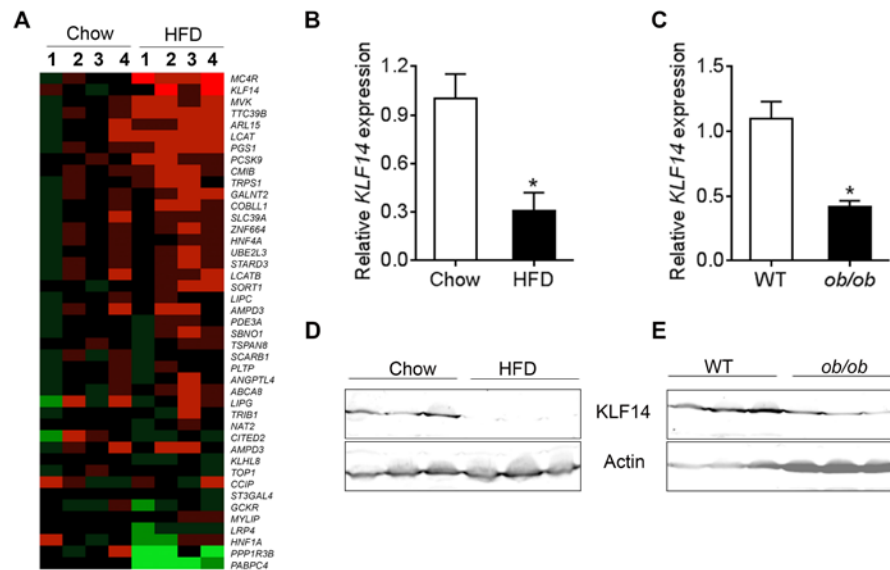 A
Chow HFD
1 2 3 4 1 2 3 4
MC4R
KLF14
MVK
TTC39B
ARL15
LCAT
PGS1
PCSK9
CMIB
TRPS1
GALNT2
COBLL1
SLC39A
ZNF664
HNF4A
UBE2L3
STARD3
LCATB
SORT1
LIPC
AMPD3
PDE3A
SBNO1
TSPAN8
SCARB1
PLTP
ANGPTL4
ABCA8
LIPG
TRIB1
NAT2
CITED2
AMPD3
KLHL8
TOP1
CCIP
ST3GAL4
GCKR
MYLIP
LRP4
HNF1A
PPP1R3B
PABPC4
B
Relative KLF14 expression
1.2
0.9
0.6
0.3
0.0
*
Chow HFD
C
Relative KLF14 expression
1.5
1.0
0.5
0.0
*
WT ob/ob
D
Chow HFD
KLF14
Actin
E
WT ob/ob